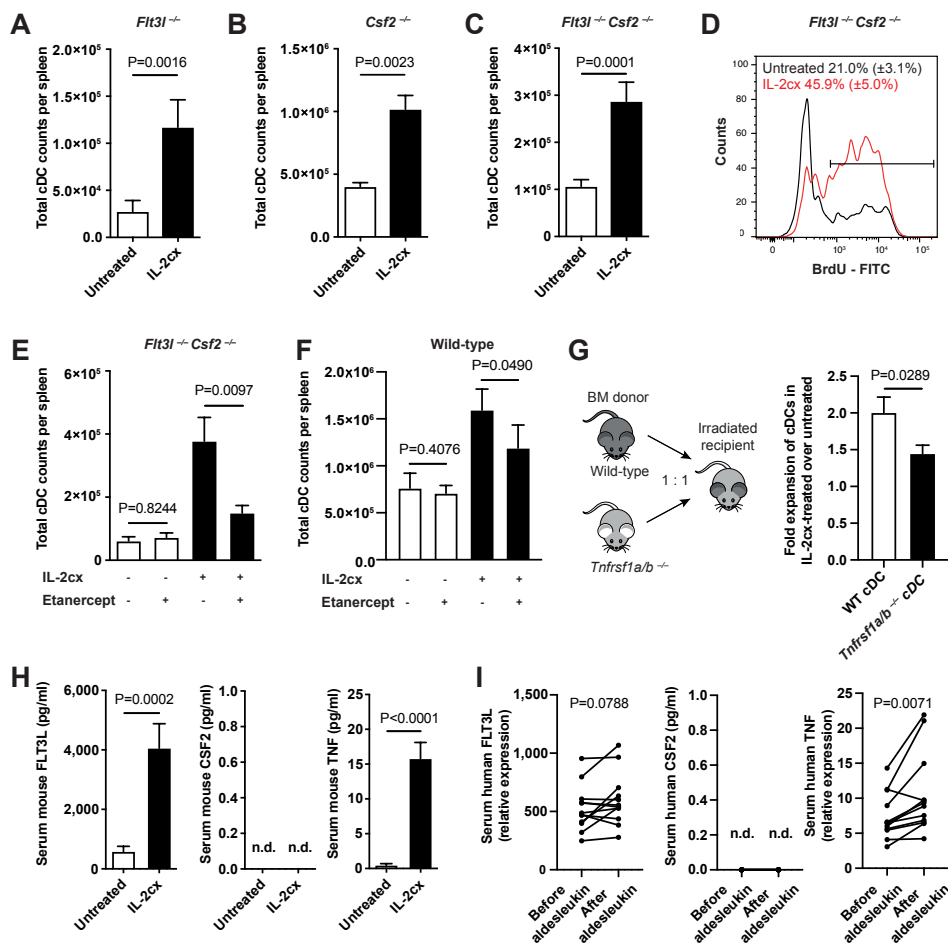 A
Flt3l –/–
Total cDC counts per spleen
2.0×10⁵
1.5×10⁵
1.0×10⁵
5.0×10⁴
0.0
P=0.0016
Untreated
IL-2cx
B
Csf2 –/–
Total cDC counts per spleen
1.5×10⁶
1.0×10⁶
5.0×10⁵
0.0
P=0.0023
Untreated
IL-2cx
C
Flt3l –/– Csf2 –/–
Total cDC counts per spleen
4×10⁵
3×10⁵
2×10⁵
1×10⁵
0
P=0.0001
Untreated
IL-2cx
D
Flt3l –/– Csf2 –/–
Untreated 21.0% (±3.1%)
IL-2cx 45.9% (±5.0%)
Counts
100
80
60
40
20
0
0
10³
10⁴
10⁵
BrdU - FITC
E
Flt3l –/– Csf2 –/–
Total cDC counts per spleen
6×10⁵
4×10⁵
2×10⁵
0
P=0.8244
P=0.0097
IL-2cx - - + +
Etanercept - + - +
F
Wild-type
Total cDC counts per spleen
2.0×10⁶
1.5×10⁶
1.0×10⁶
5.0×10⁵
0.0
P=0.4076
P=0.0490
IL-2cx - - + +
Etanercept - + - +
G
BM donor
Wild-type
Irradiated
recipient
1 : 1
Tnfrsf1a/b –/–
Fold expansion of cDCs in
IL-2cx-treated over untreated
2.5
2.0
1.5
1.0
0.5
0.0
P=0.0289
WT cDC
Tnfrsf1a/b –/– cDC
H
Serum mouse FLT3L (pg/ml)
6,000
4,000
2,000
0
P=0.0002
Untreated
IL-2cx
Serum mouse CSF2 (pg/ml)
1.0
0.8
0.6
0.4
0.2
0.0
n.d.
n.d.
Untreated
IL-2cx
Serum mouse TNF (pg/ml)
20
15
10
5
0
P<0.0001
Untreated
IL-2cx
I
Serum human FLT3L
(relative expression)
1,500
1,000
500
0
P=0.0788
Before
aldesleukin
After
aldesleukin
Serum human CSF2 (pg/ml)
1.0
0.8
0.6
0.4
0.2
0.0
n.d.
n.d.
Before
aldesleukin
After
aldesleukin
Serum human TNF
(relative expression)
25
20
15
10
5
0
P=0.0071
Before
aldesleukin
After
aldesleukin